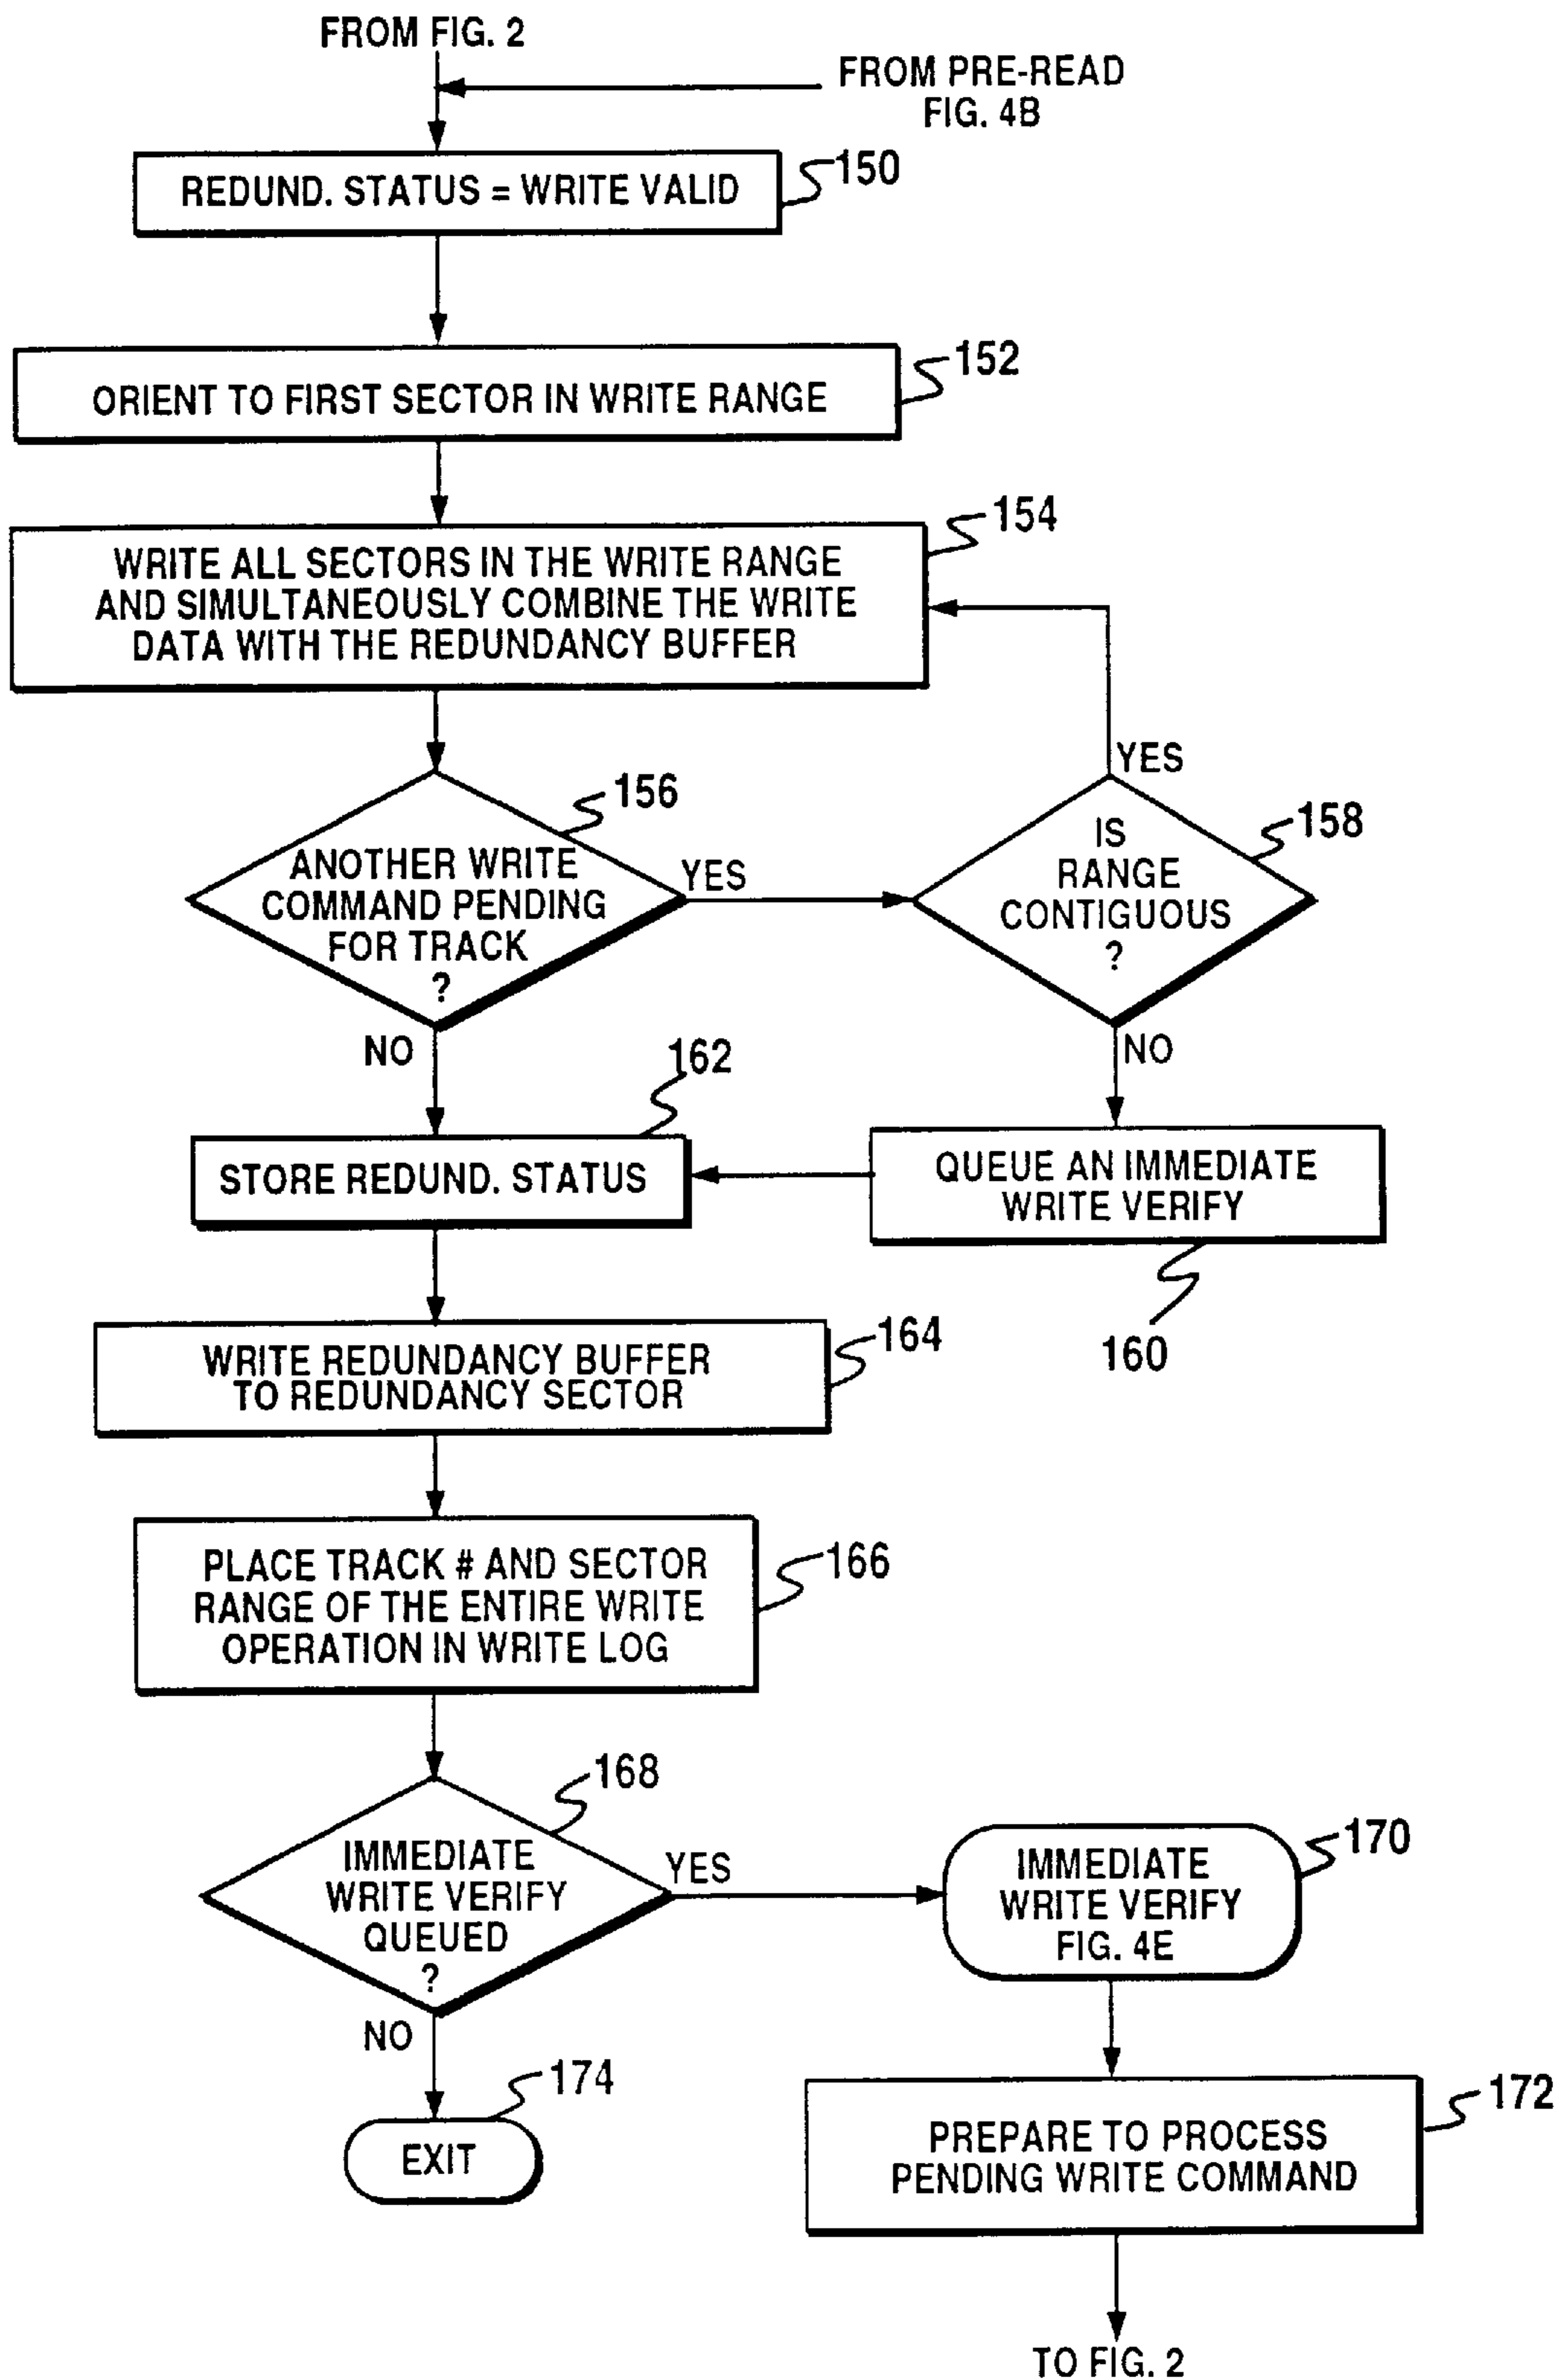 FROM FIG. 2
FROM PRE-READ
FIG. 4B
REDUND. STATUS = WRITE VALID
150
ORIENT TO FIRST SECTOR IN WRITE RANGE
152
WRITE ALL SECTORS IN THE WRITE RANGE
AND SIMULTANEOUSLY COMBINE THE WRITE
DATA WITH THE REDUNDANCY BUFFER
154
ANOTHER WRITE
COMMAND PENDING
FOR TRACK
?
156
YES
NO
IS
RANGE
CONTIGUOUS
?
158
YES
NO
QUEUE AN IMMEDIATE
WRITE VERIFY
160
STORE REDUND. STATUS
162
WRITE REDUNDANCY BUFFER
TO REDUNDANCY SECTOR
164
PLACE TRACK # AND SECTOR
RANGE OF THE ENTIRE WRITE
OPERATION IN WRITE LOG
166
IMMEDIATE
WRITE VERIFY
QUEUED
?
168
YES
NO
IMMEDIATE
WRITE VERIFY
FIG. 4E
170
EXIT
174
PREPARE TO PROCESS
PENDING WRITE COMMAND
172
TO FIG. 2